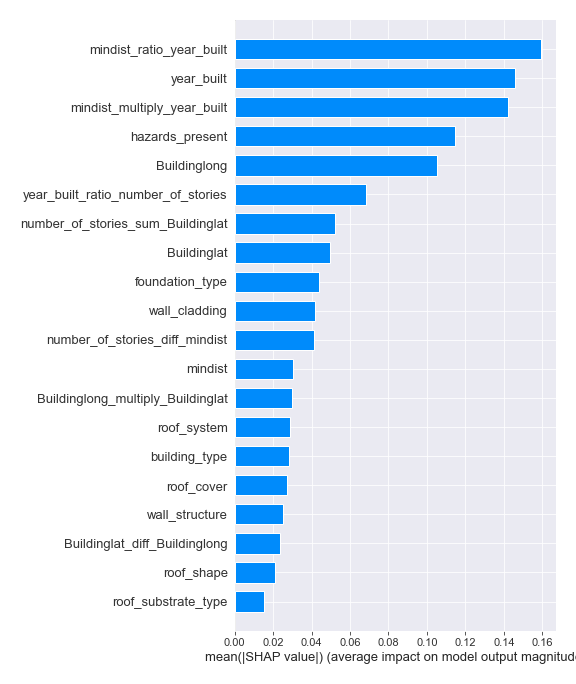 mindist_ratio_year_built
year_built
mindist_multiply_year_built
hazards_present
Buildinglong
year_built_ratio_number_of_stories
number_of_stories_sum_Buildinglat
Buildinglat
foundation_type
wall_cladding
number_of_stories_diff_mindist
mindist
Buildinglong_multiply_Buildinglat
roof_system
building_type
roof_cover
wall_structure
Buildinglat_diff_Buildinglong
roof_shape
roof_substrate_type
0.00 0.02 0.04 0.06 0.08 0.10 0.12 0.14 0.16
mean(|SHAP value|) (average impact on model output magnitude